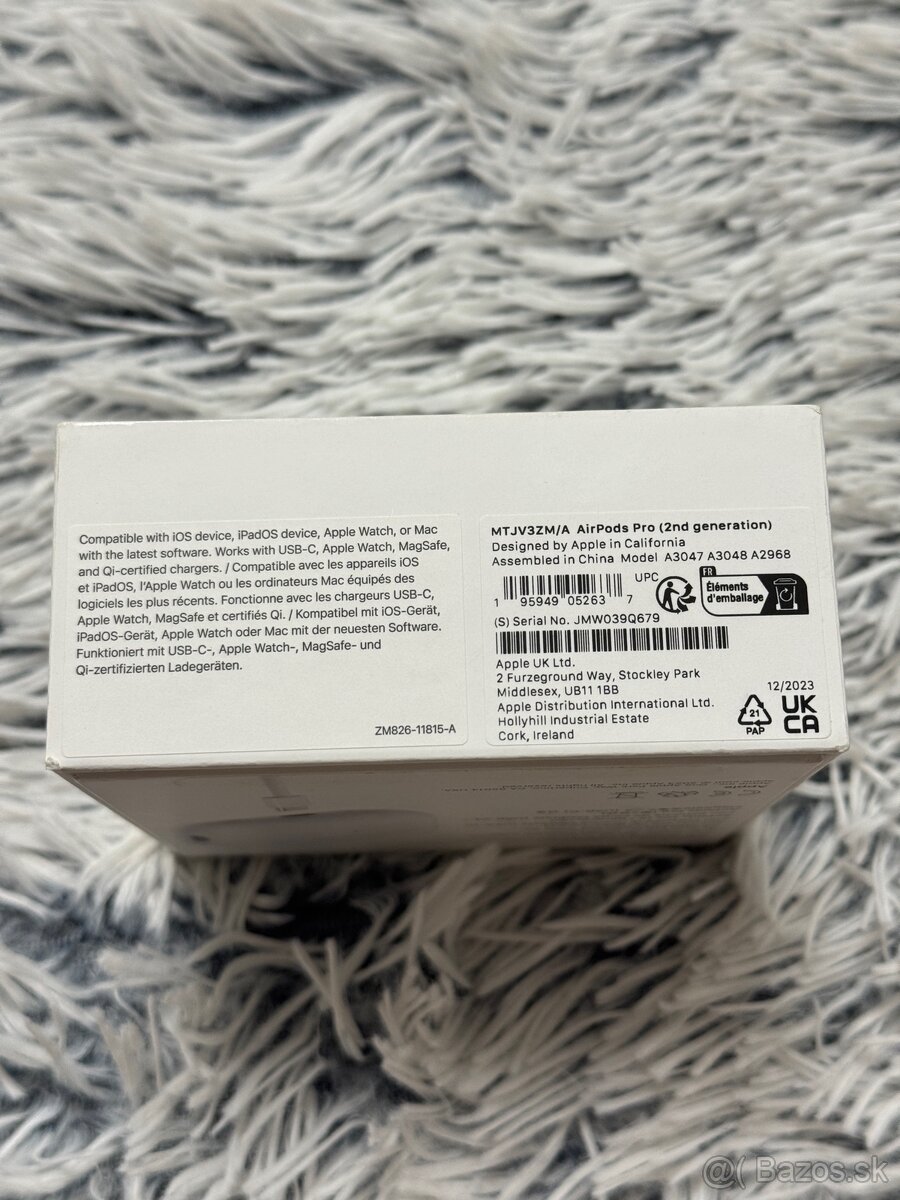 Compatible with iOS device, iPadOS device, Apple Watch, or Mac
with the latest software. Works with USB-C, Apple Watch, MagSafe,
and Qi-certified chargers. / Compatible avec les appareils iOS
et iPadOS, l'Apple Watch ou les ordinateurs Mac équipés des
logiciels les plus récents. Fonctionne avec les chargeurs USB-C,
Apple Watch, MagSafe et certifiés Qi. / Kompatibel mit iOS-Gerät,
iPadOS-Gerät, Apple Watch oder Mac mit der neuesten Software.
Funktioniert mit USB-C-, Apple Watch-, MagSafe- und
Qi-zertifizierten Ladegeräten.
ZM826-11815-A
MTJV3ZM/A AirPods Pro (2nd generation)
Designed by Apple in California
Assembled in China Model A3047 A3048 A2968
UPC
1 95949 05263 7
FR
Éléments
d'emballage
(S) Serial No. JMW039Q679
Apple UK Ltd.
2 Furzeground Way, Stockley Park
Middlesex, UB11 1BB
Apple Distribution International Ltd.
Hollyhill Industrial Estate
Cork, Ireland
21
PAP
12/2023
UK
CA
@( Bazos.sk